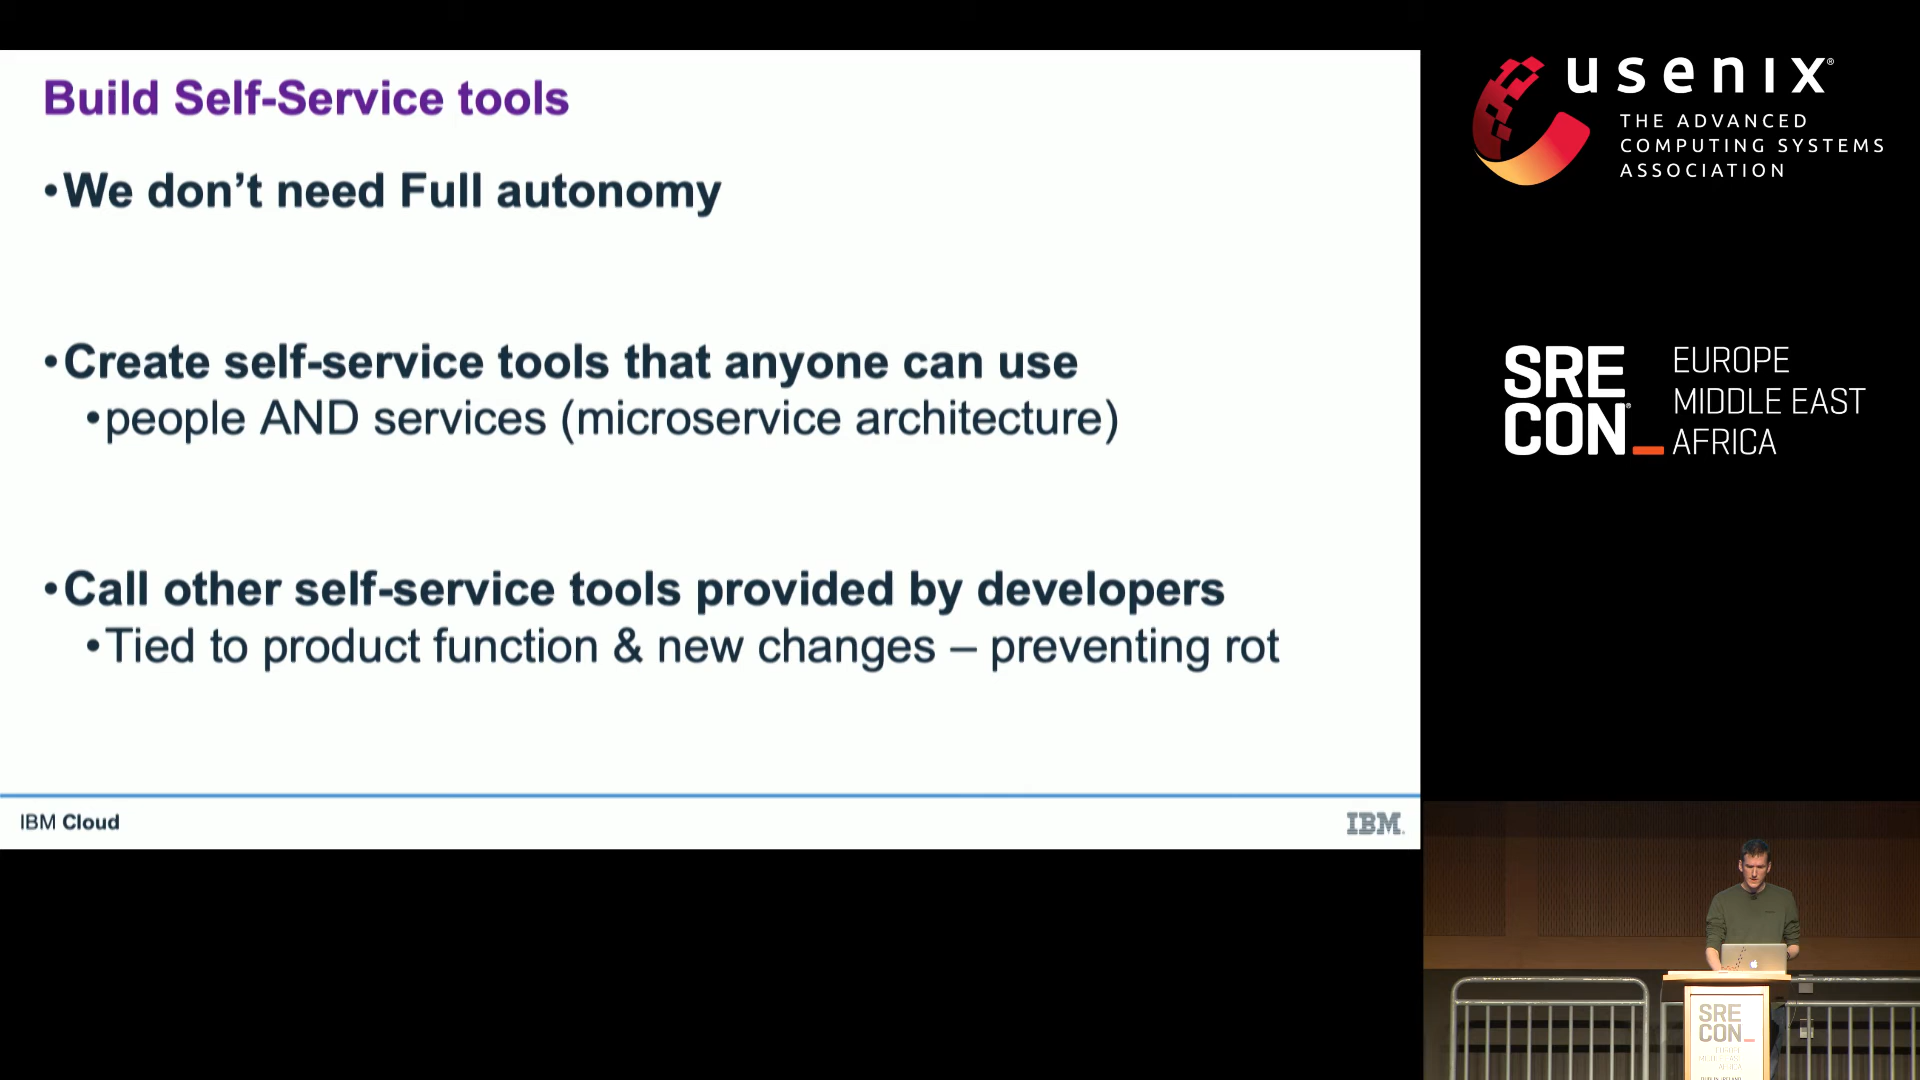 Build Self-Service tools
•We don’t need Full autonomy
•Create self-service tools that anyone can use
•people AND services (microservice architecture)
•Call other self-service tools provided by developers
•Tied to product function & new changes – preventing rot
IBM Cloud
IBM.
usenix®
THE ADVANCED
COMPUTING SYSTEMS
ASSOCIATION
SRE
CON®_
EUROPE
MIDDLE EAST
AFRICA
SRE
CON_